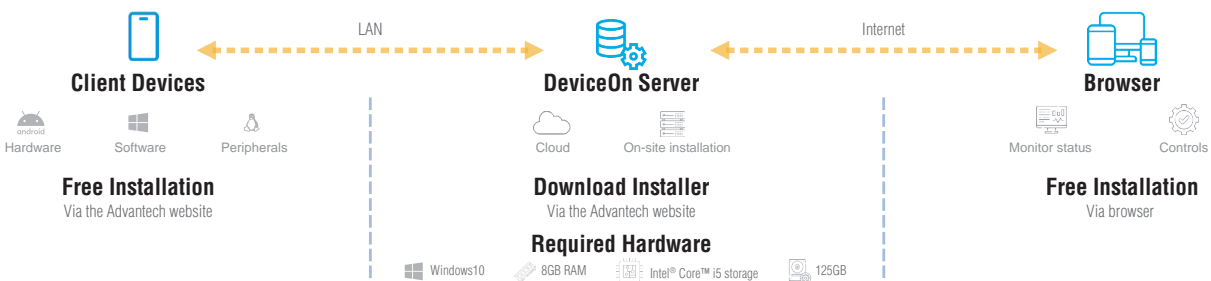 LAN
Internet
Client Devices
DeviceOn Server
Browser
android
Hardware
Software
Peripherals
Cloud
On-site installation
Monitor status
Controls
Free Installation
Via the Advantech website
Download Installer
Via the Advantech website
Free Installation
Via browser
Required Hardware
Windows10
8GB RAM
Intel® Core™ i5 storage
125GB